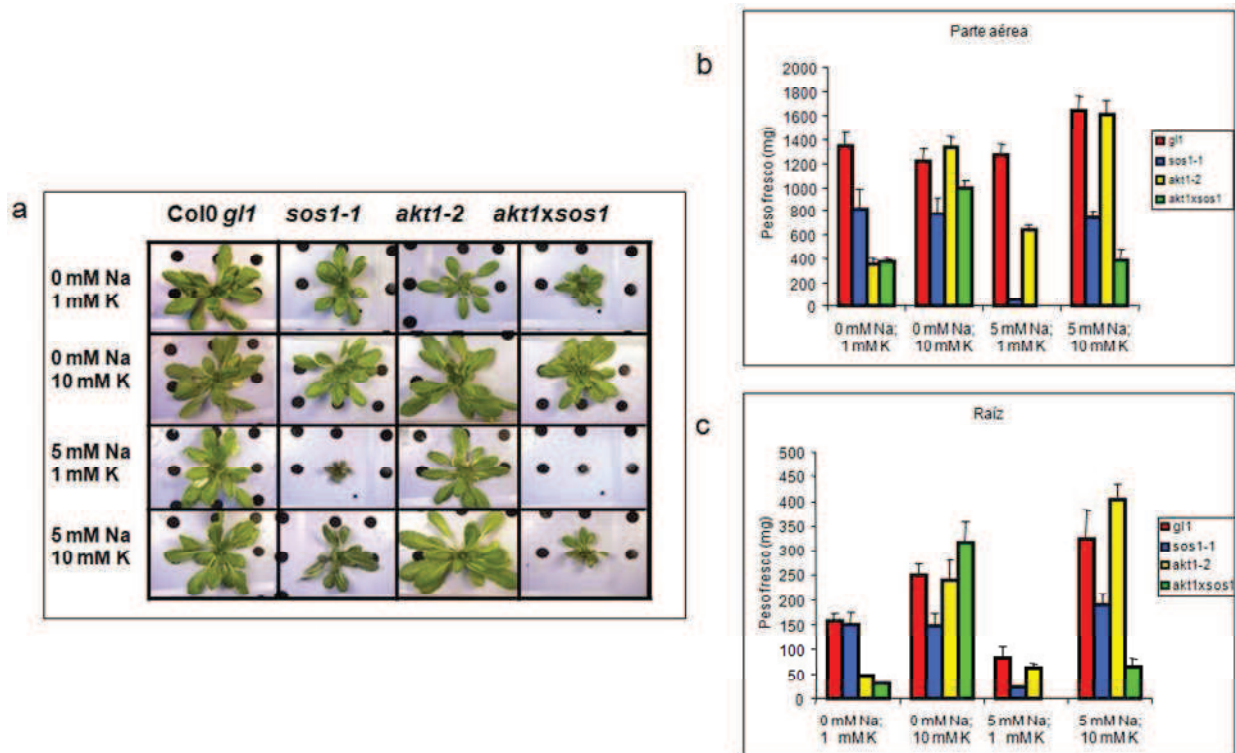 a
Col0 gl1 sos1-1 akt1-2 akt1xsos1
0 mM Na
1 mM K
0 mM Na
10 mM K
5 mM Na
1 mM K
5 mM Na
10 mM K
b
Parte aérea
Peso fresco (mg)
2000
1800
1600
1400
1200
1000
800
600
400
200
0
0 mM Na; 0 mM Na; 5 mM Na; 5 mM Na;
1 mM K 10 mM K 1 mM K 10 mM K
gl1
sos1-1
akt1-2
akt1xsos1
c
Raíz
Peso fresco (mg)
500
450
400
350
300
250
200
150
100
50
0
0 mM Na; 0 mM Na; 5 mM Na; 5 mM Na;
1 mM K 10 mM K 1 mM K 10 mM K
gl1
sos1-1
akt1-2
akt1xsos1